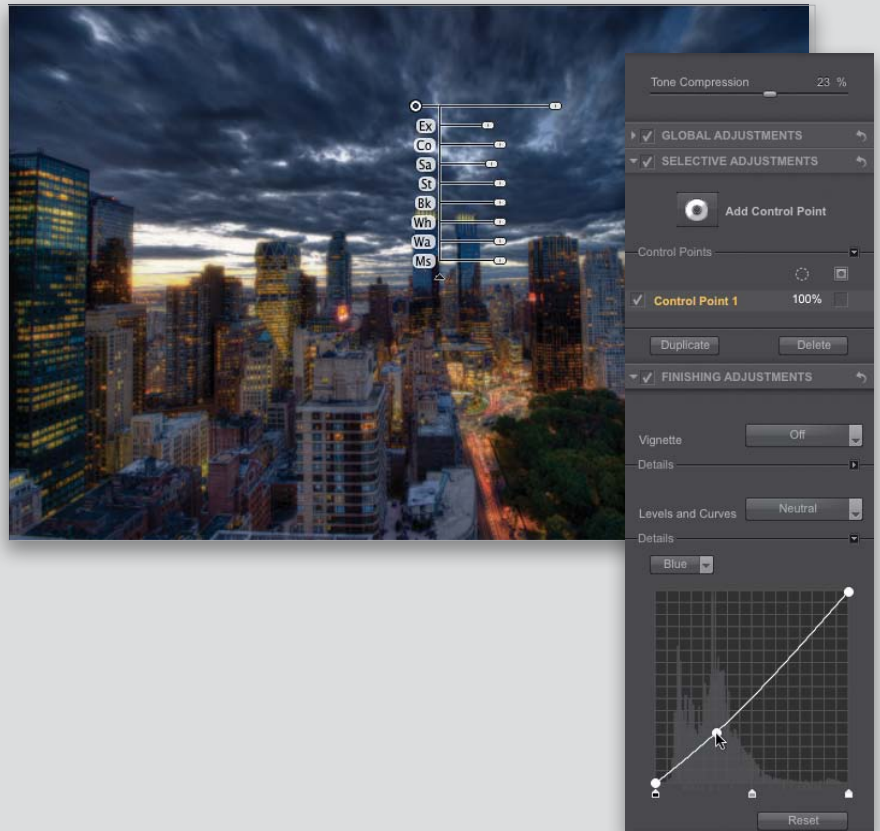 Ex
Co
Sa
St
Bk
Wh
Wa
Ms
Tone Compression 23 %
GLOBAL ADJUSTMENTS
SELECTIVE ADJUSTMENTS
Add Control Point
Control Points
Control Point 1 100%
Duplicate Delete
FINISHING ADJUSTMENTS
Vignette Off
Details
Levels and Curves Neutral
Details
Blue
Reset